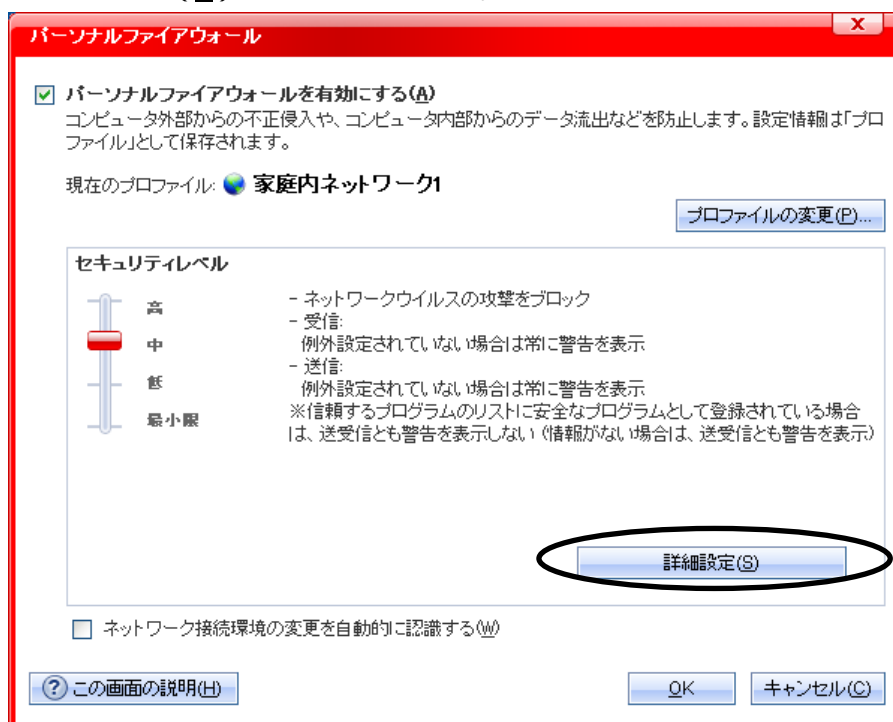 パーソナルファイアウォール
X
パーソナルファイアウォールを有効にする(A)
コンピュータ外部からの不正侵入や、コンピュータ内部からのデータ流出などを防止します。設定情報は「プロ
ファイル」として保存されます。
現在のプロファイル: 家庭内ネットワーク1
プロファイルの変更(P)...
セキュリティレベル
高
中
低
最小限
- ネットワークウイルスの攻撃をブロック
- 受信:
例外設定されていない場合は常に警告を表示
- 送信:
例外設定されていない場合は常に警告を表示
※信頼するプログラムのリストに安全なプログラムとして登録されている場合
は、送受信とも警告を表示しない (情報がない場合は、送受信とも警告を表示)
詳細設定(S)
ネットワーク接続環境の変更を自動的に認識する(W)
? この画面の説明(H)
OK
キャンセル(C)